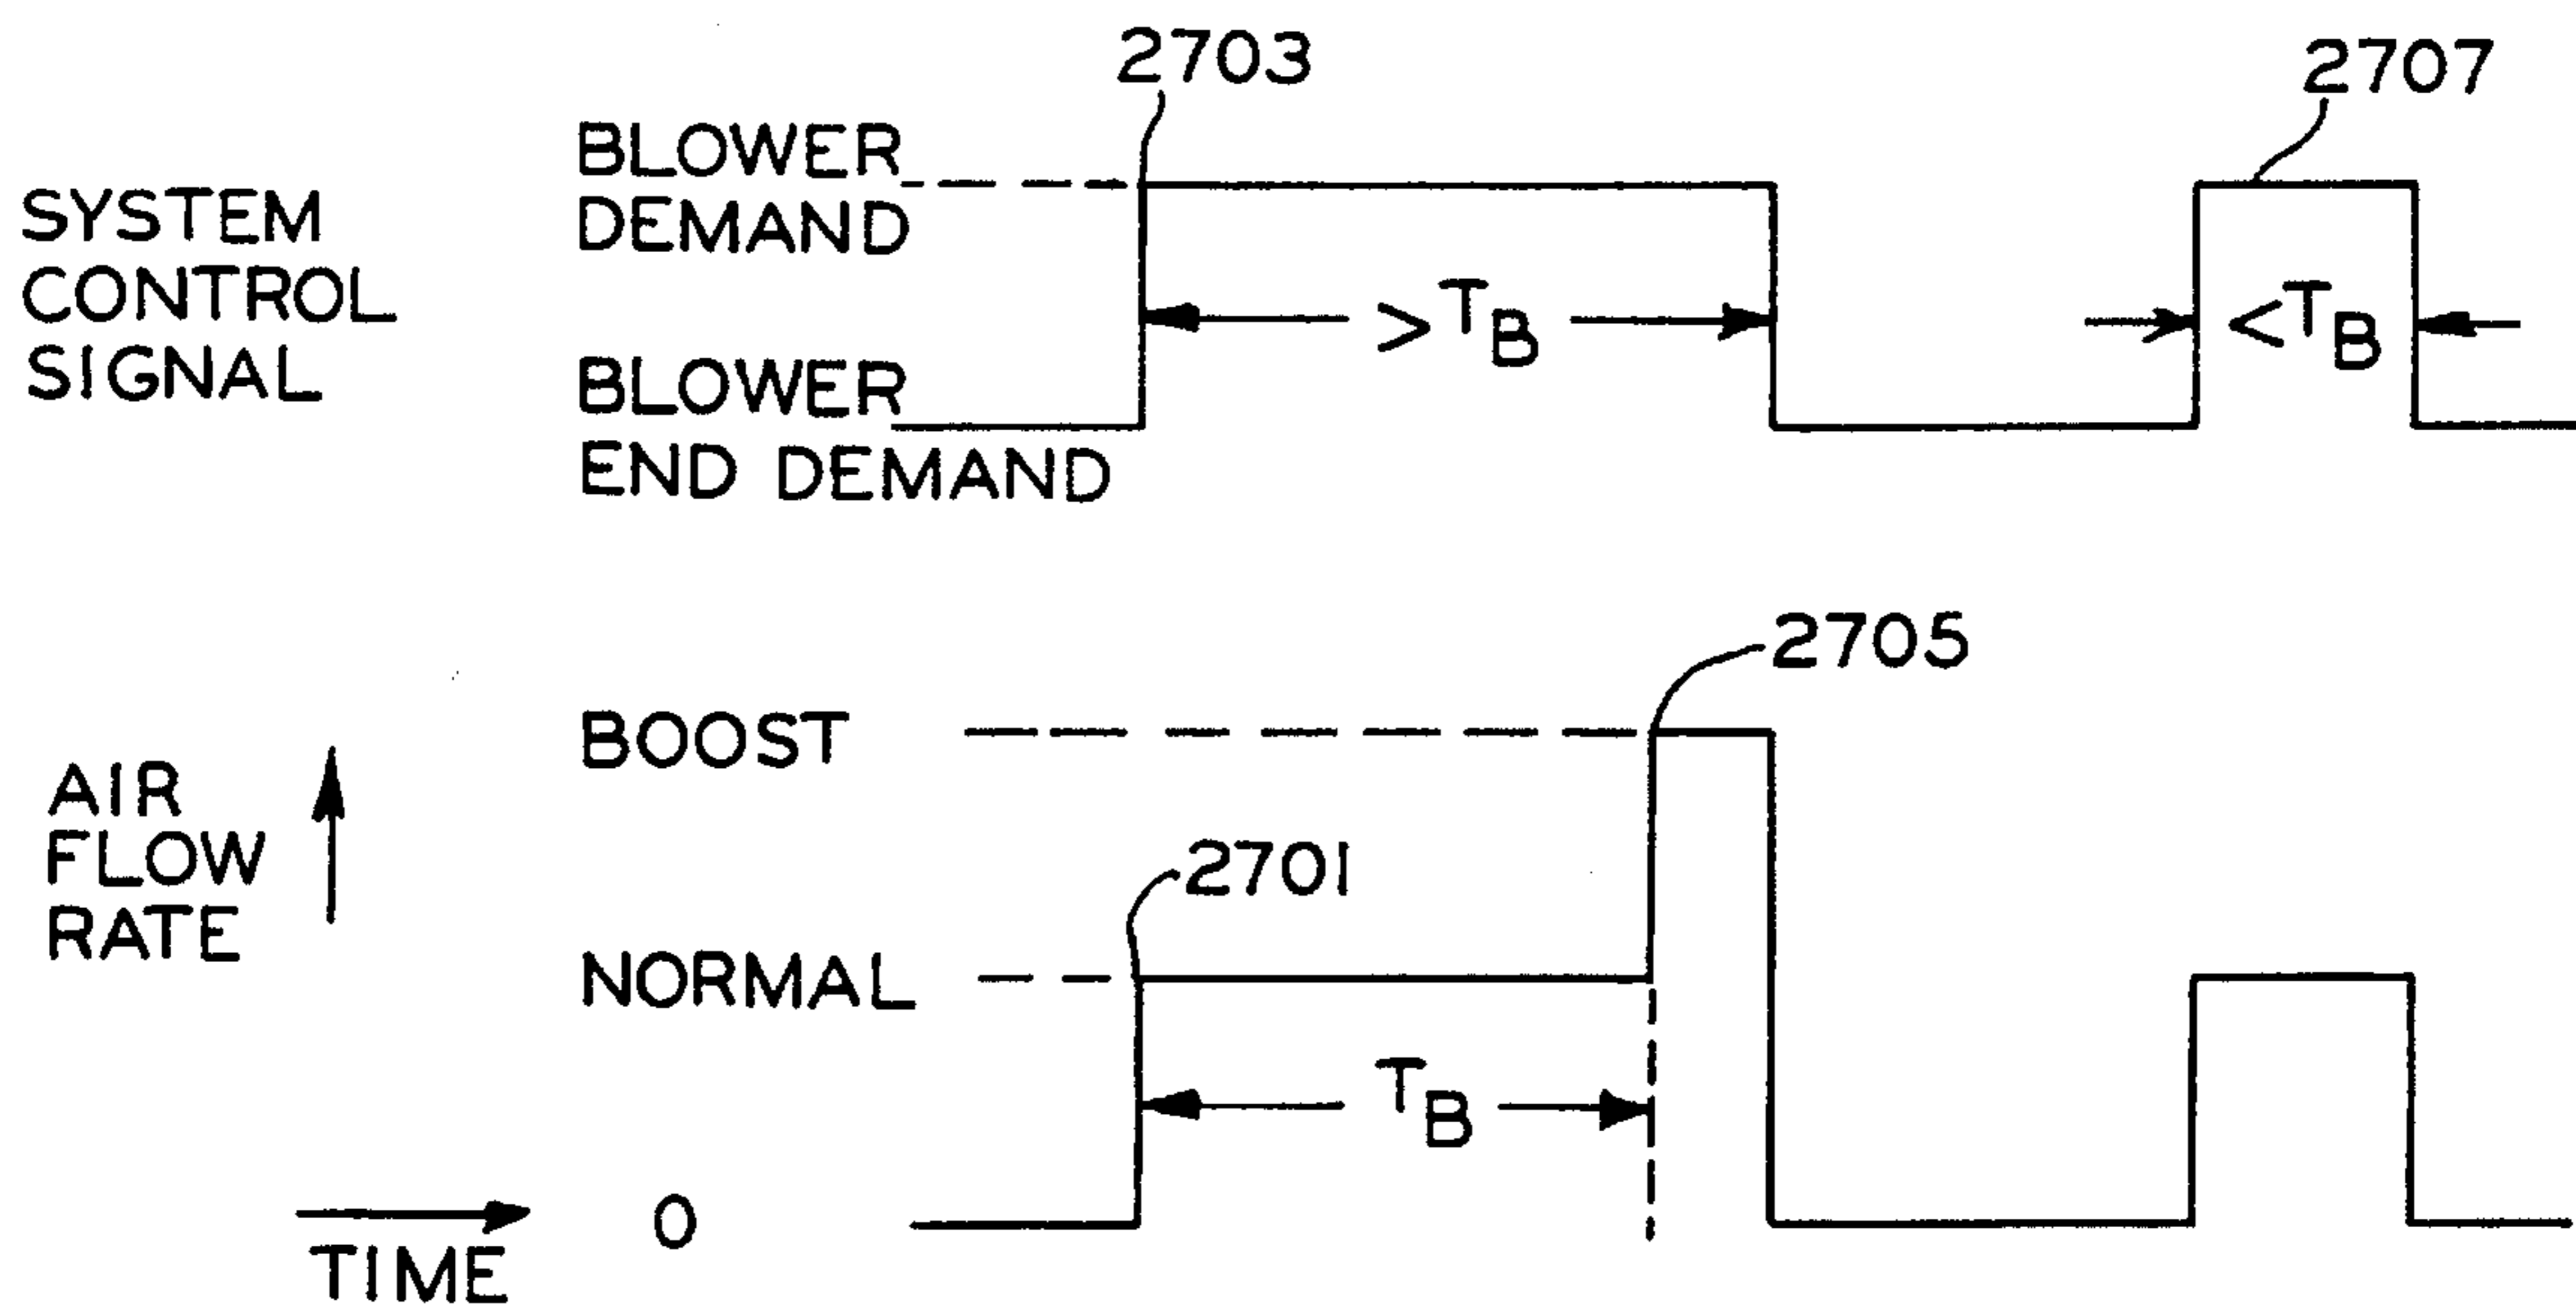 2703
2707
BLOWER
DEMAND
SYSTEM
CONTROL
SIGNAL
>TB
<TB
BLOWER
END DEMAND
2705
BOOST
AIR
FLOW
RATE
2701
NORMAL
TB
0
TIME